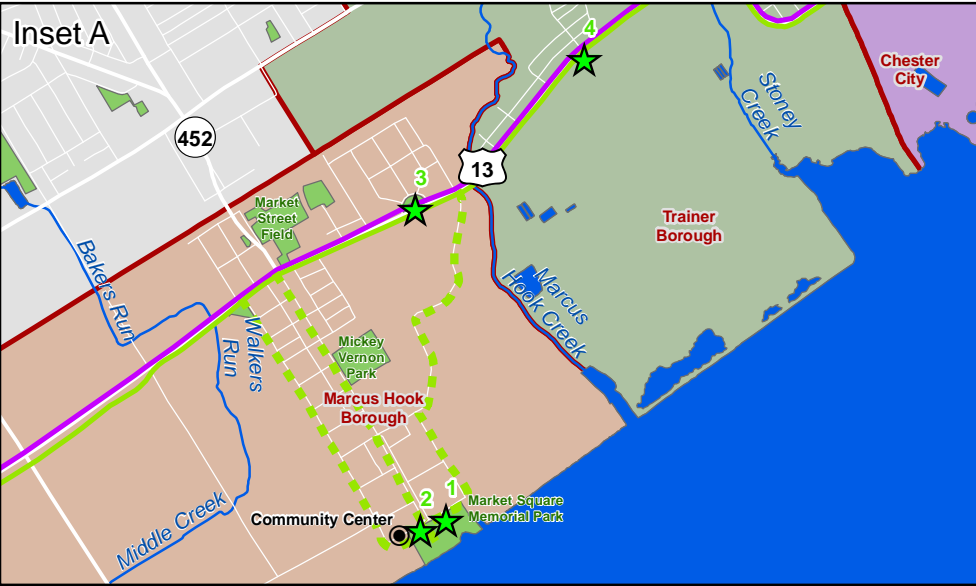 Inset A
4
Chester
City
Stoney
Creek
452
13
3
Market
Street
Field
Trainer
Borough
Bakers Run
Marcus
Hook Creek
Walkers
Run
Mickey
Vernon
Park
Marcus Hook
Borough
1
2
Market Square
Memorial Park
Community Center
Middle Creek